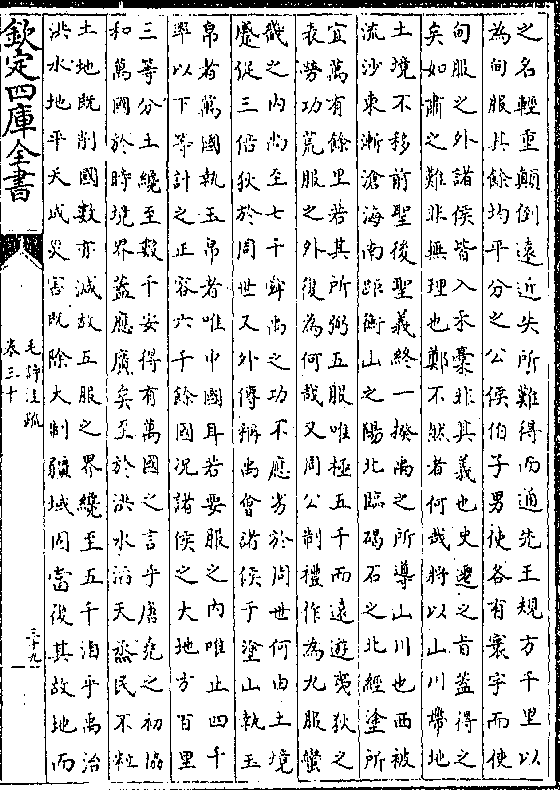 之名輕重顛倒遠近失所難得而通先王規方千里以
為甸服其餘均平分之公侯伯子男使各有寰宇而使
甸服之外諸侯皆入禾藁非其義也史遷之旨蓋得之
矣如肅之難非無理也鄭不然者何哉將以山川帶地
土境不移前聖後聖義終一揆禹之所導山川也西被
流沙東漸滄海南距衡山之陽北臨碣石之北經塗所
宜萬有餘里若其所弼五服唯極五千而遠遊夷狄之
表勞功荒服之外復為何哉又周公制禮作為九服蠻
畿之內尚至七千舜禹之功不應劣於周世何由土境
蹙促三倍狄於周世又外傳稱禹會諸侯于塗山執玉
帛者萬國執玉帛者唯中國耳若要服之內唯止四千
率以下等計之正容六千餘國況諸侯之大地方百里
三等分土纔至數千安得有萬國之言乎唐堯之初協
和萬國於時境界蓋應廣矣至於洪水滔天烝民不粒
土地既削國數亦減故五服之界纔至五千洎乎禹治
洪水地平天成災害既除大制疆域因當復其故地而
欽定四庫全書
毛詩注疏
卷三十
三十九